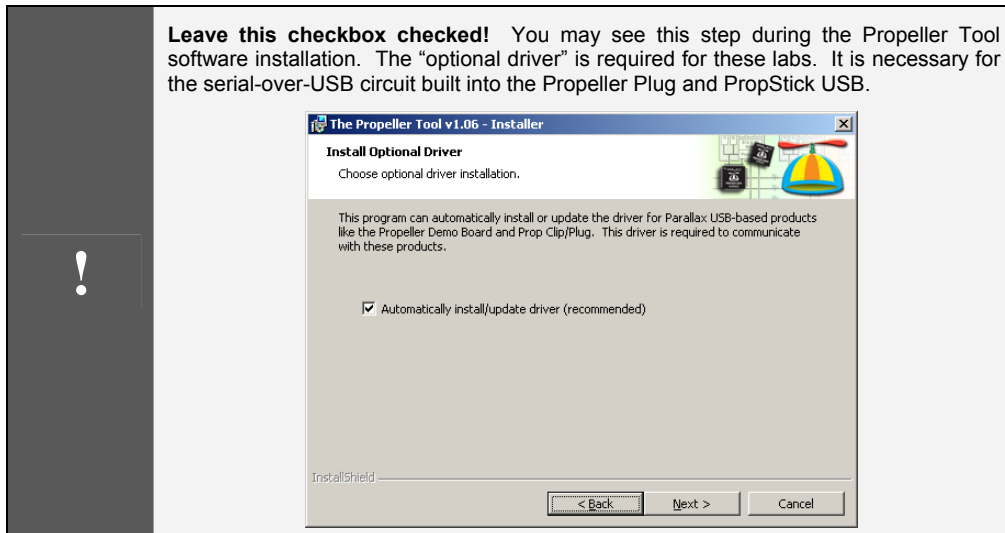 Leave this checkbox checked! You may see this step during the Propeller Tool
software installation. The “optional driver” is required for these labs. It is necessary for
the serial-over-USB circuit built into the Propeller Plug and PropStick USB.
!
The Propeller Tool v1.06 - Installer
Install Optional Driver
Choose optional driver installation.
This program can automatically install or update the driver for Parallax USB-based products
like the Propeller Demo Board and Prop Clip/Plug. This driver is required to communicate
with these products.
Automatically install/update driver (recommended)
InstallShield
< Back Next > Cancel